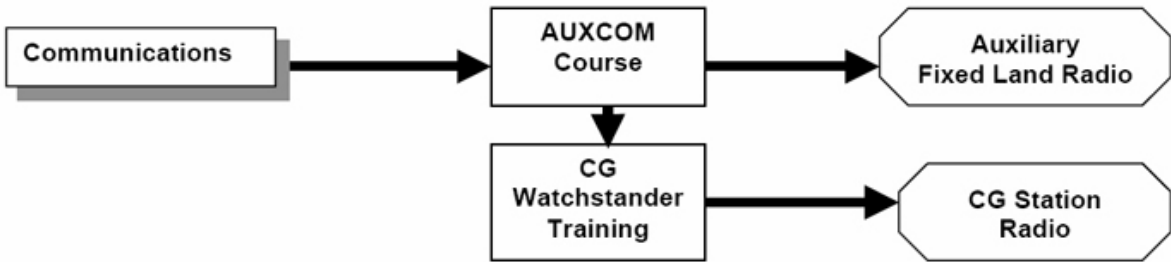 Communications
AUXCOM
Course
Auxiliary
Fixed Land Radio
CG
Watchstander
Training
CG Station
Radio